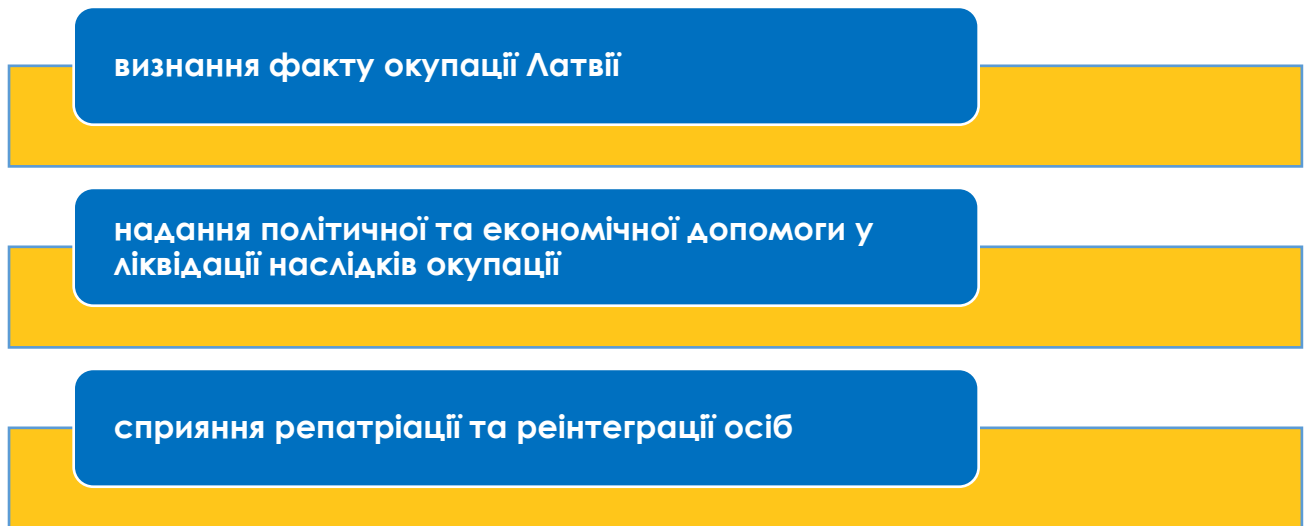 визнання факту окупації Латвії
надання політичної та економічної допомоги у
ліквідації наслідків окупації
сприяння репатріації та реінтеграції осіб